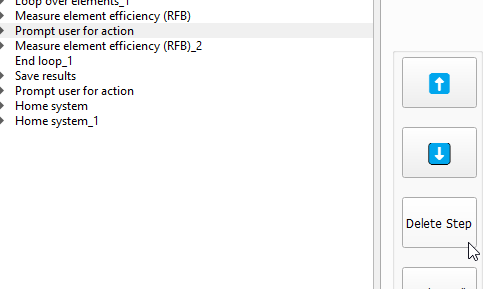 Loop over elements_1
Measure element efficiency (RFB)
Prompt user for action
Measure element efficiency (RFB)_2
End loop_1
Save results
Prompt user for action
Home system
Home system_1
Delete Step